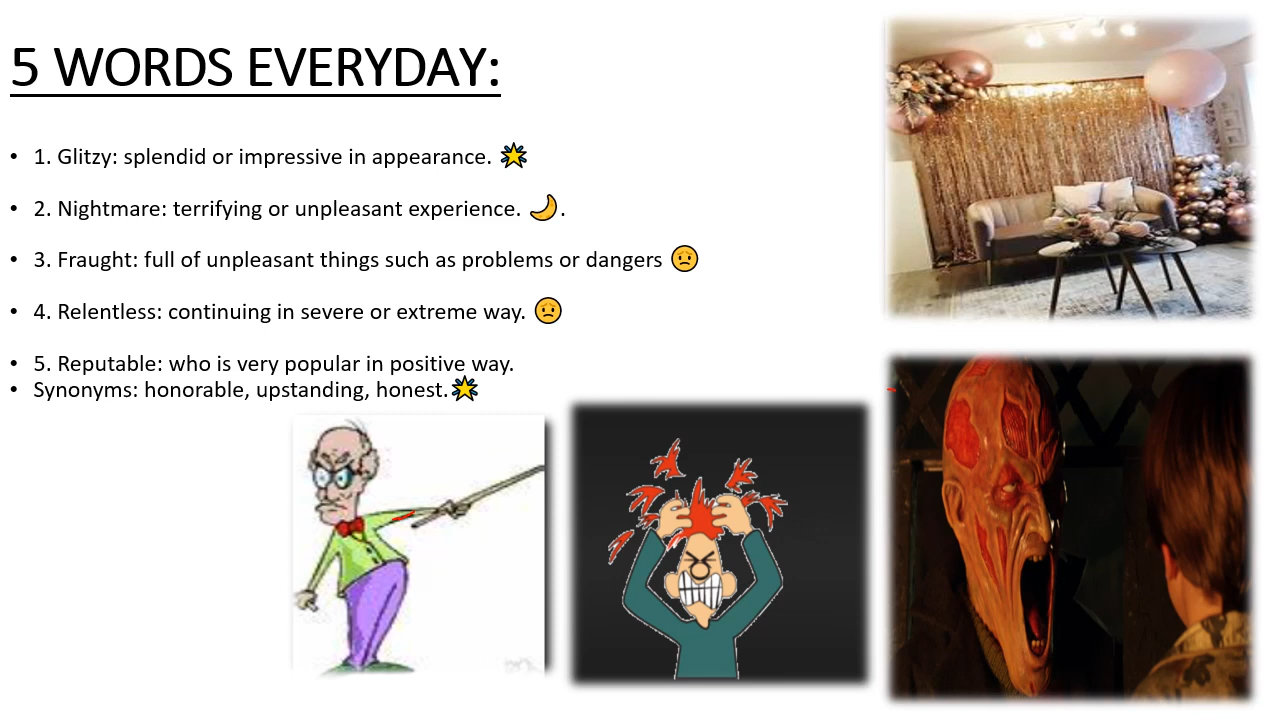 5 WORDS EVERYDAY:
• 1. Glitzy: splendid or impressive in appearance. 🌟
• 2. Nightmare: terrifying or unpleasant experience. 🌙.
• 3. Fraught: full of unpleasant things such as problems or dangers 😟
• 4. Relentless: continuing in severe or extreme way. 😟
• 5. Reputable: who is very popular in positive way.
• Synonyms: honorable, upstanding, honest.🌟